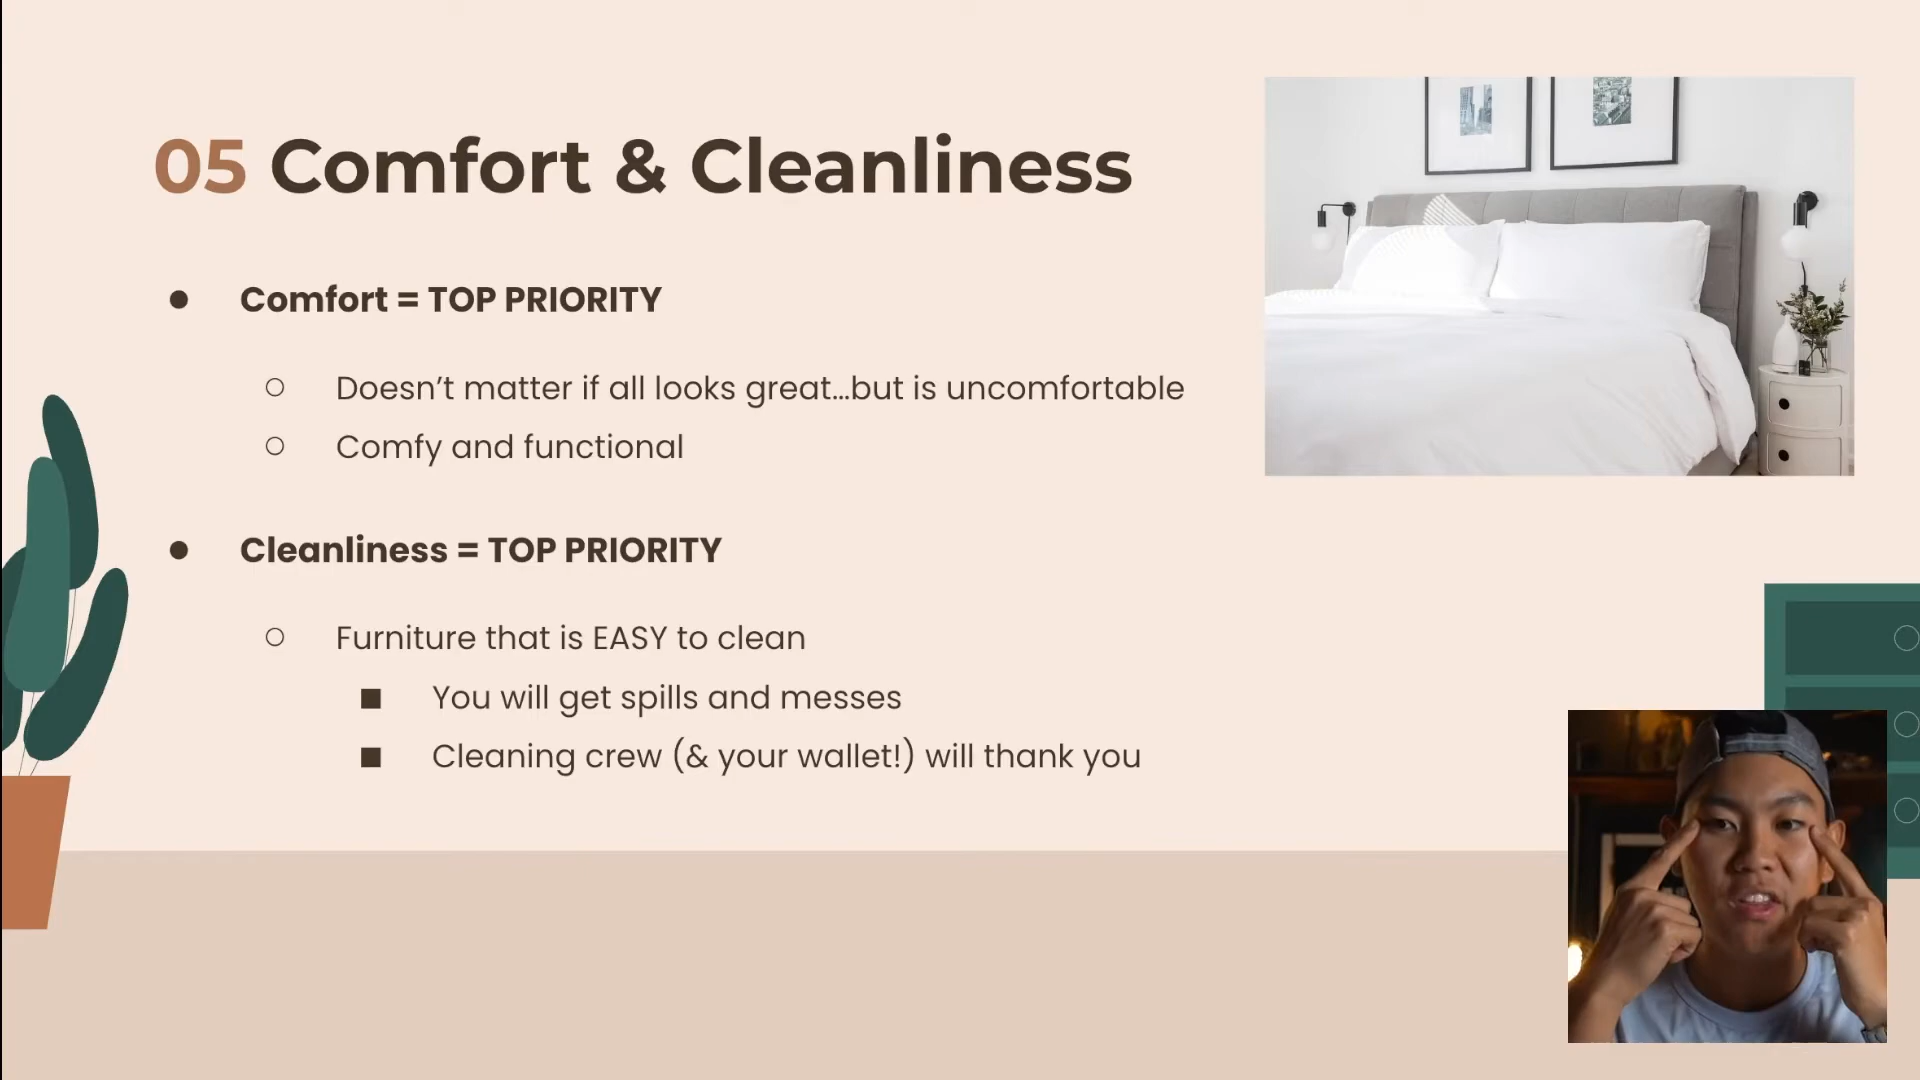 05 Comfort & Cleanliness
● Comfort = TOP PRIORITY
○ Doesn’t matter if all looks great...but is uncomfortable
○ Comfy and functional
● Cleanliness = TOP PRIORITY
○ Furniture that is EASY to clean
■ You will get spills and messes
■ Cleaning crew (& your wallet!) will thank you